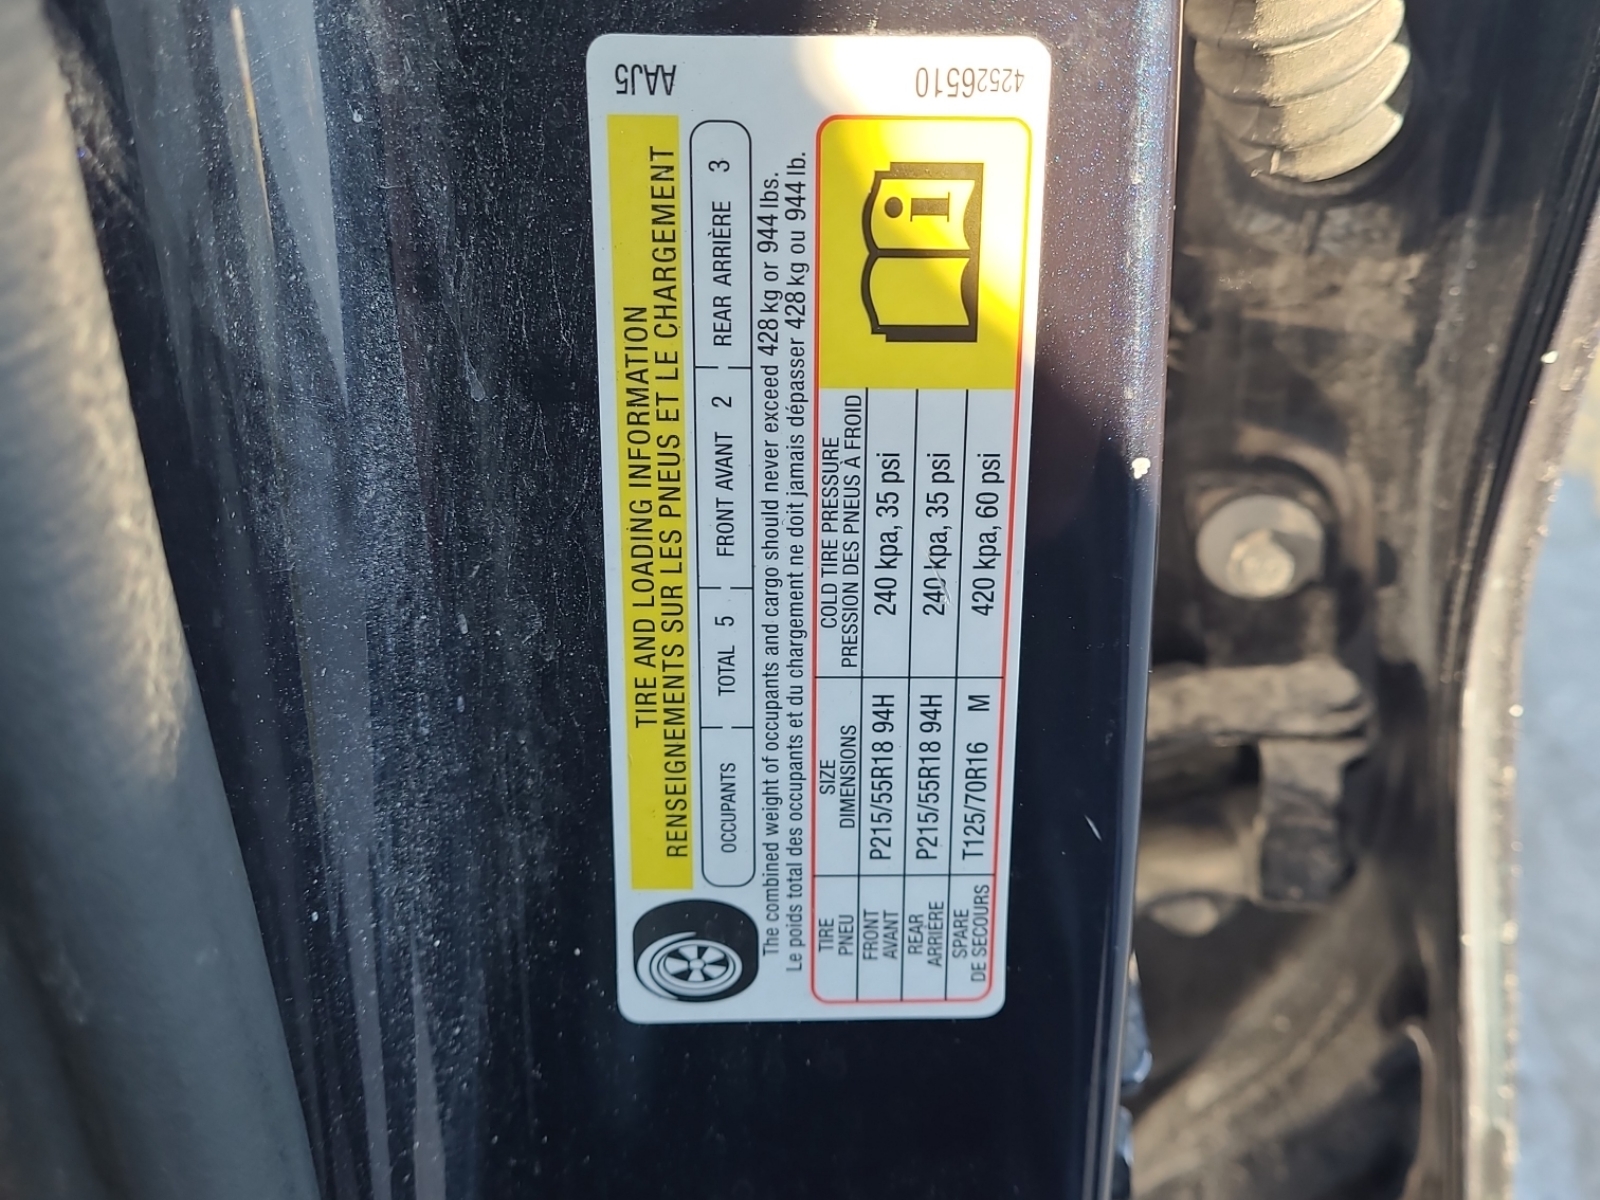 TIRE AND LOADING INFORMATION
RENSEIGNEMENTS SUR LES PNEUS ET LE CHARGEMENT
OCCUPANTS TOTAL 5 FRONT AVANT 2 REAR ARRIÈRE 3
The combined weight of occupants and cargo should never exceed 428 kg or 944 lbs.
Le poids total des occupants et du chargement ne doit jamais dépasser 428 kg ou 944 lb.
TIRE SIZE COLD TIRE PRESSURE
PNEU DIMENSIONS PRESSION DES PNEUS À FROID
FRONT
AVANT P215/55R18 94H 240 kpa, 35 psi
REAR
ARRIÈRE P215/55R18 94H 240 kpa, 35 psi
SPARE
DE SECOURS T125/70R16 M 420 kpa, 60 psi
i
AAJ5
42526510